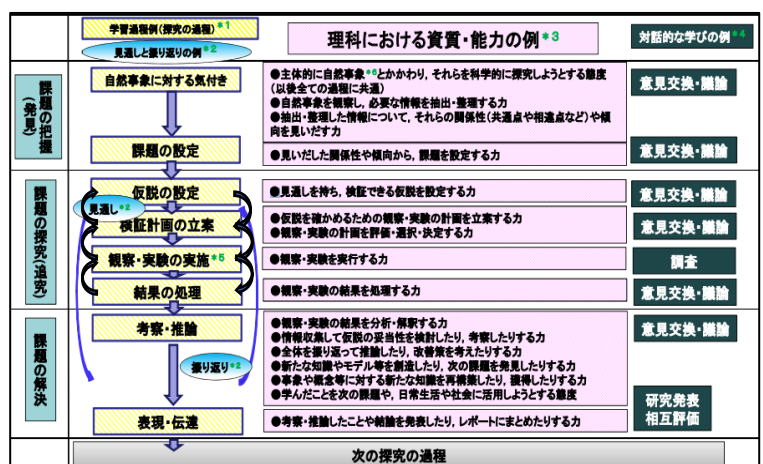 学習過程例(探究の過程)*1
見通しと振り返りの例*2
理科における資質・能力の例*3
対話的な学びの例*4
課題の把握(発見)
自然事象に対する気付き
●主体的に自然事象*6とかかわり,それらを科学的に探究しようとする態度
(以後全ての過程に共通)
●自然事象を観察し,必要な情報を抽出・整理する力
●抽出・整理した情報について,それらの関係性(共通点や相違点など)や傾
向を見いだす力
意見交換・議論
課題の設定
●見いだした関係性や傾向から,課題を設定する力
意見交換・議論
課題の探究(追究)
仮説の設定
●見通しを持ち,検証できる仮説を設定する力
意見交換・議論
見通し*2
検証計画の立案
●仮説を確かめるための観察・実験の計画を立案する力
●観察・実験の計画を評価・選択・決定する力
意見交換・議論
観察・実験の実施*5
●観察・実験を実行する力
調査
結果の処理
●観察・実験の結果を処理する力
意見交換・議論
課題の解決
考察・推論
●観察・実験の結果を分析・解釈する力
●情報収集して仮説の妥当性を検討したり,考察したりする力
●全体を振り返って推論したり,改善策を考えたりする力
●新たな知識やモデル等を創造したり,次の課題を発見したりする力
●事象や概念等に対する新たな知識を再構築したり,獲得したりする力
●学んだことを次の課題や,日常生活や社会に活用しようとする態度
意見交換・議論
振り返り*2
表現・伝達
●考察・推論したことや結論を発表したり,レポートにまとめたりする力
研究発表
相互評価
次の探究の過程